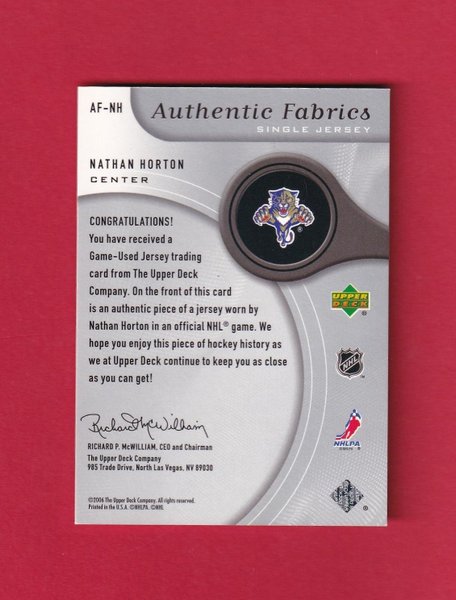 AF-NH
Authentic Fabrics
SINGLE JERSEY
NATHAN HORTON
CENTER
CONGRATULATIONS!
You have received a
Game-Used Jersey trading
card from The Upper Deck
Company. On the front of this card
is an authentic piece of a jersey worn by
Nathan Horton in an official NHL® game. We
hope you enjoy this piece of hockey history as
we at Upper Deck continue to keep you as close
as you can get!
®
UPPER
DECK
®
NHL
NHLPA
®
Richard P. McWilliam
RICHARD P. McWILLIAM, CEO and Chairman
The Upper Deck Company
985 Trade Drive, North Las Vegas, NV 89030
©2006 The Upper Deck Company. All rights reserved.
Printed in the U.S.A. ©NHLPA. ©NHL.
®